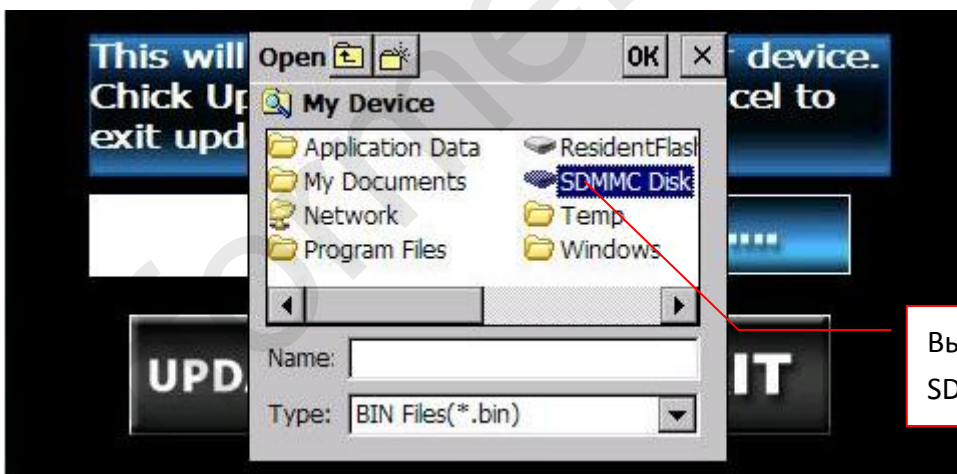 This will
device.
Chick Up
cel to
exit upd
Open
OK
My Device
Application Data
ResidentFlash
My Documents
SDMMC Disk
Network
Temp
Program Files
Windows
.....
Name:
Type: BIN Files(*.bin)
UPD
IT
Вы
SD